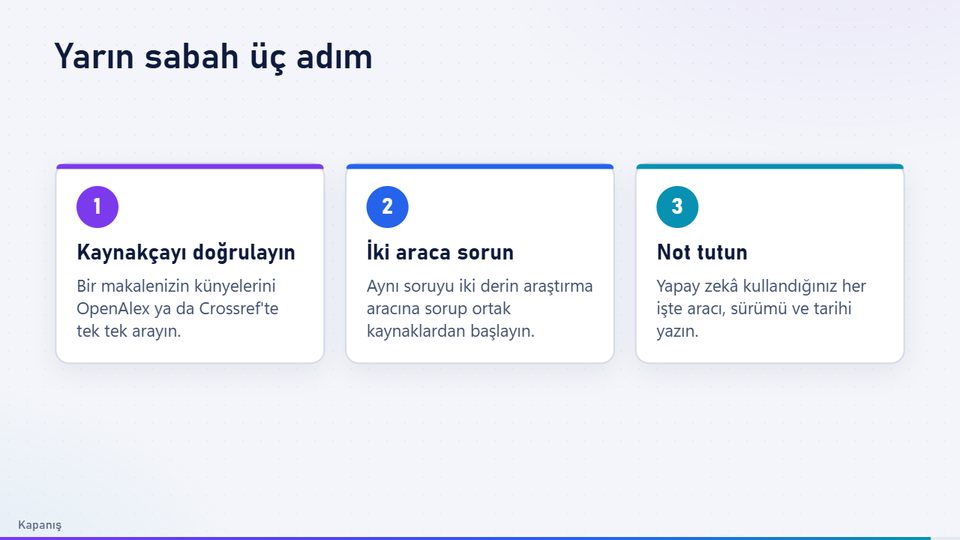 Yarın sabah üç adım
1
Kaynakçayı doğrulayın
Bir makalenizin künyelerini
OpenAlex ya da Crossref'te
tek tek arayın.
2
İki araca sorun
Aynı soruyu iki derin araştırma
aracına sorup ortak
kaynaklardan başlayın.
3
Not tutun
Yapay zekâ kullandığınız her
işte aracı, sürümü ve tarihi
yazın.
Kapanış